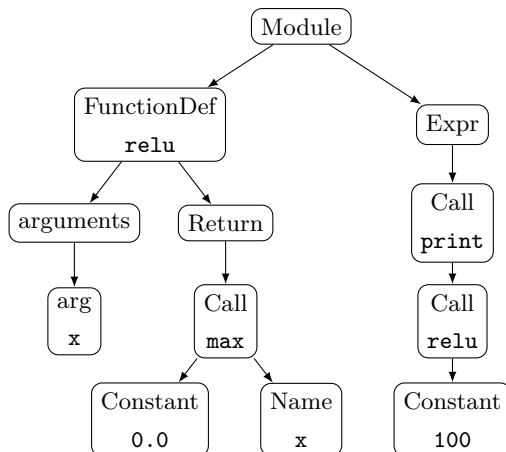 Module
FunctionDef
relu
Expr
arguments
Return
Call
print
arg
x
Call
max
Call
relu
Constant
0.0
Name
x
Constant
100